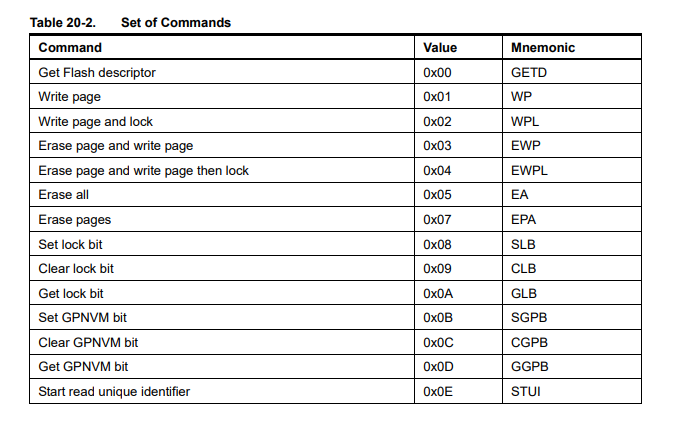 Table 20-2. Set of Commands
Command Value Mnemonic
Get Flash descriptor 0x00 GETD
Write page 0x01 WP
Write page and lock 0x02 WPL
Erase page and write page 0x03 EWP
Erase page and write page then lock 0x04 EWPL
Erase all 0x05 EA
Erase pages 0x07 EPA
Set lock bit 0x08 SLB
Clear lock bit 0x09 CLB
Get lock bit 0x0A GLB
Set GPNVM bit 0x0B SGPB
Clear GPNVM bit 0x0C CGPB
Get GPNVM bit 0x0D GGPB
Start read unique identifier 0x0E STUI